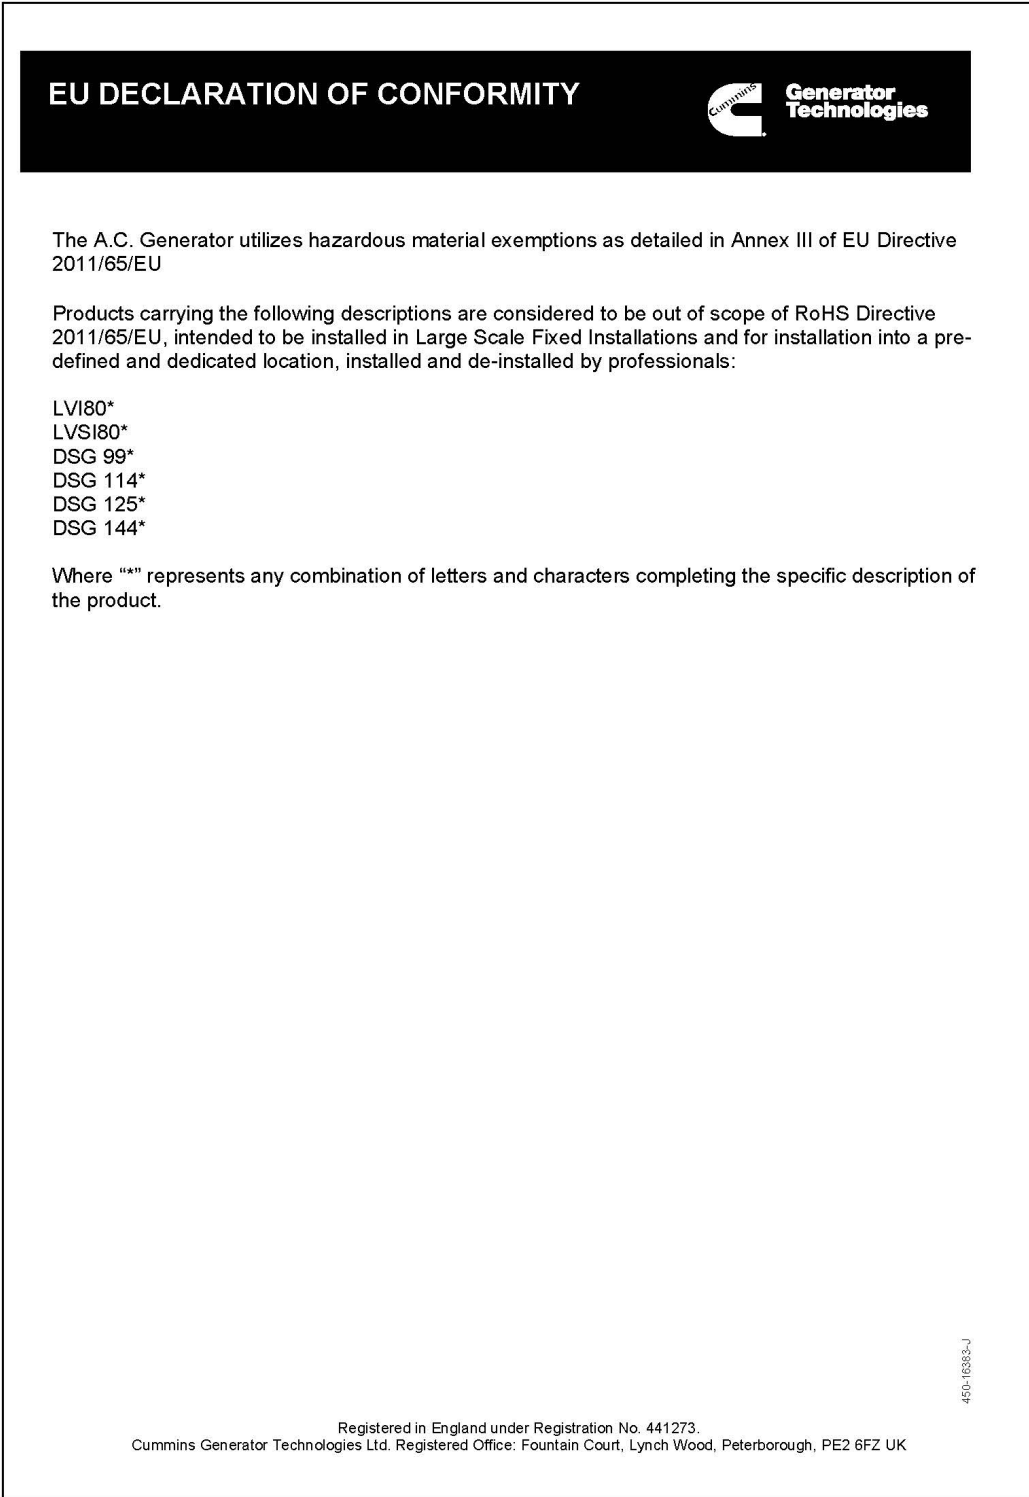 EU DECLARATION OF CONFORMITY
Cummins
Generator
Technologies
The A.C. Generator utilizes hazardous material exemptions as detailed in Annex III of EU Directive
2011/65/EU
Products carrying the following descriptions are considered to be out of scope of RoHS Directive
2011/65/EU, intended to be installed in Large Scale Fixed Installations and for installation into a pre-
defined and dedicated location, installed and de-installed by professionals:
LVI80*
LVSI80*
DSG 99*
DSG 114*
DSG 125*
DSG 144*
Where “*” represents any combination of letters and characters completing the specific description of
the product.
450-16383-J
Registered in England under Registration No. 441273.
Cummins Generator Technologies Ltd. Registered Office: Fountain Court, Lynch Wood, Peterborough, PE2 6FZ UK